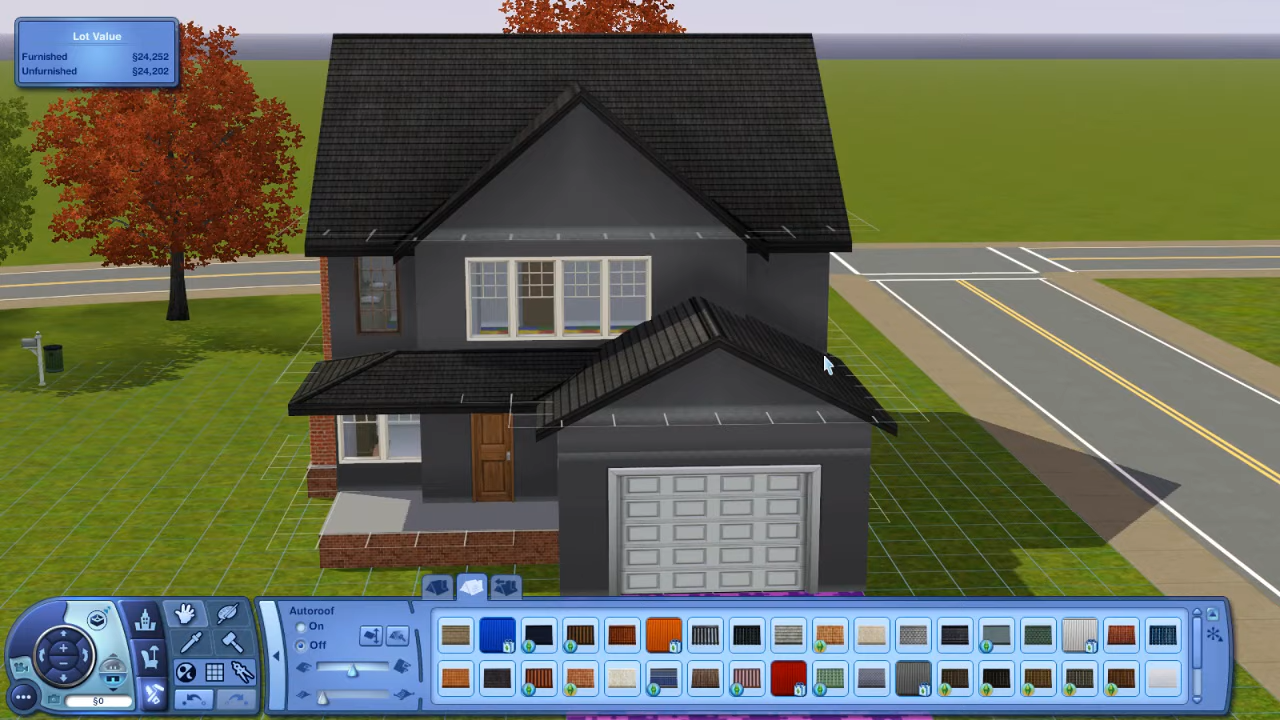 Lot Value
Furnished §24,252
Unfurnished §24,202
Autoroof
On
Off
§0